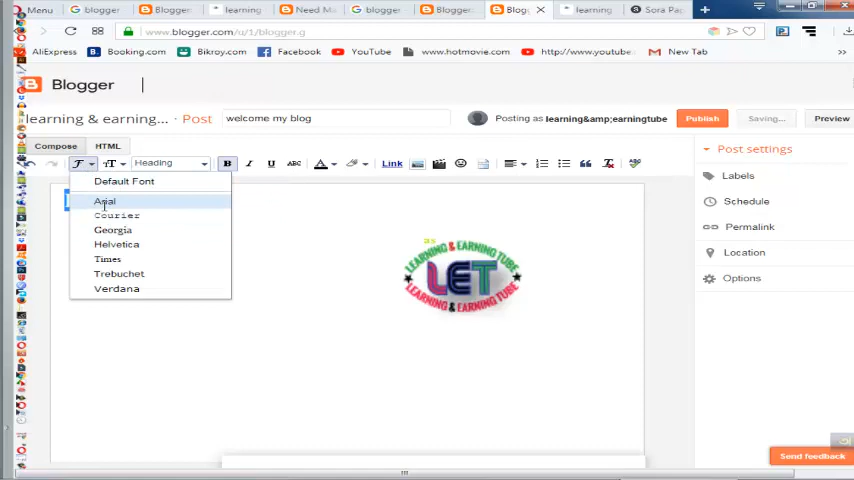 Menu blogger Blogger: learning Need M blogger Blogger: Blog learning Sora Pa
www.blogger.com/u/1/blogger.g
AliExpress Booking.com Bikroy.com Facebook YouTube www.hotmovie.com http://www.youtube. New Tab
Blogger
learning & earning... · Post welcome my blog Posting as learning&amp;earningtube Publish Saving... Preview
Compose HTML
Heading B I U ABC A Link
Post settings
Default Font
Arial
Courier
Georgia
Helvetica
Times
Trebuchet
Verdana
Labels
Schedule
Permalink
Location
Options
as
LEARNING & EARNING TUBE
LET
LEARNING & EARNING TUBE
Send feedback